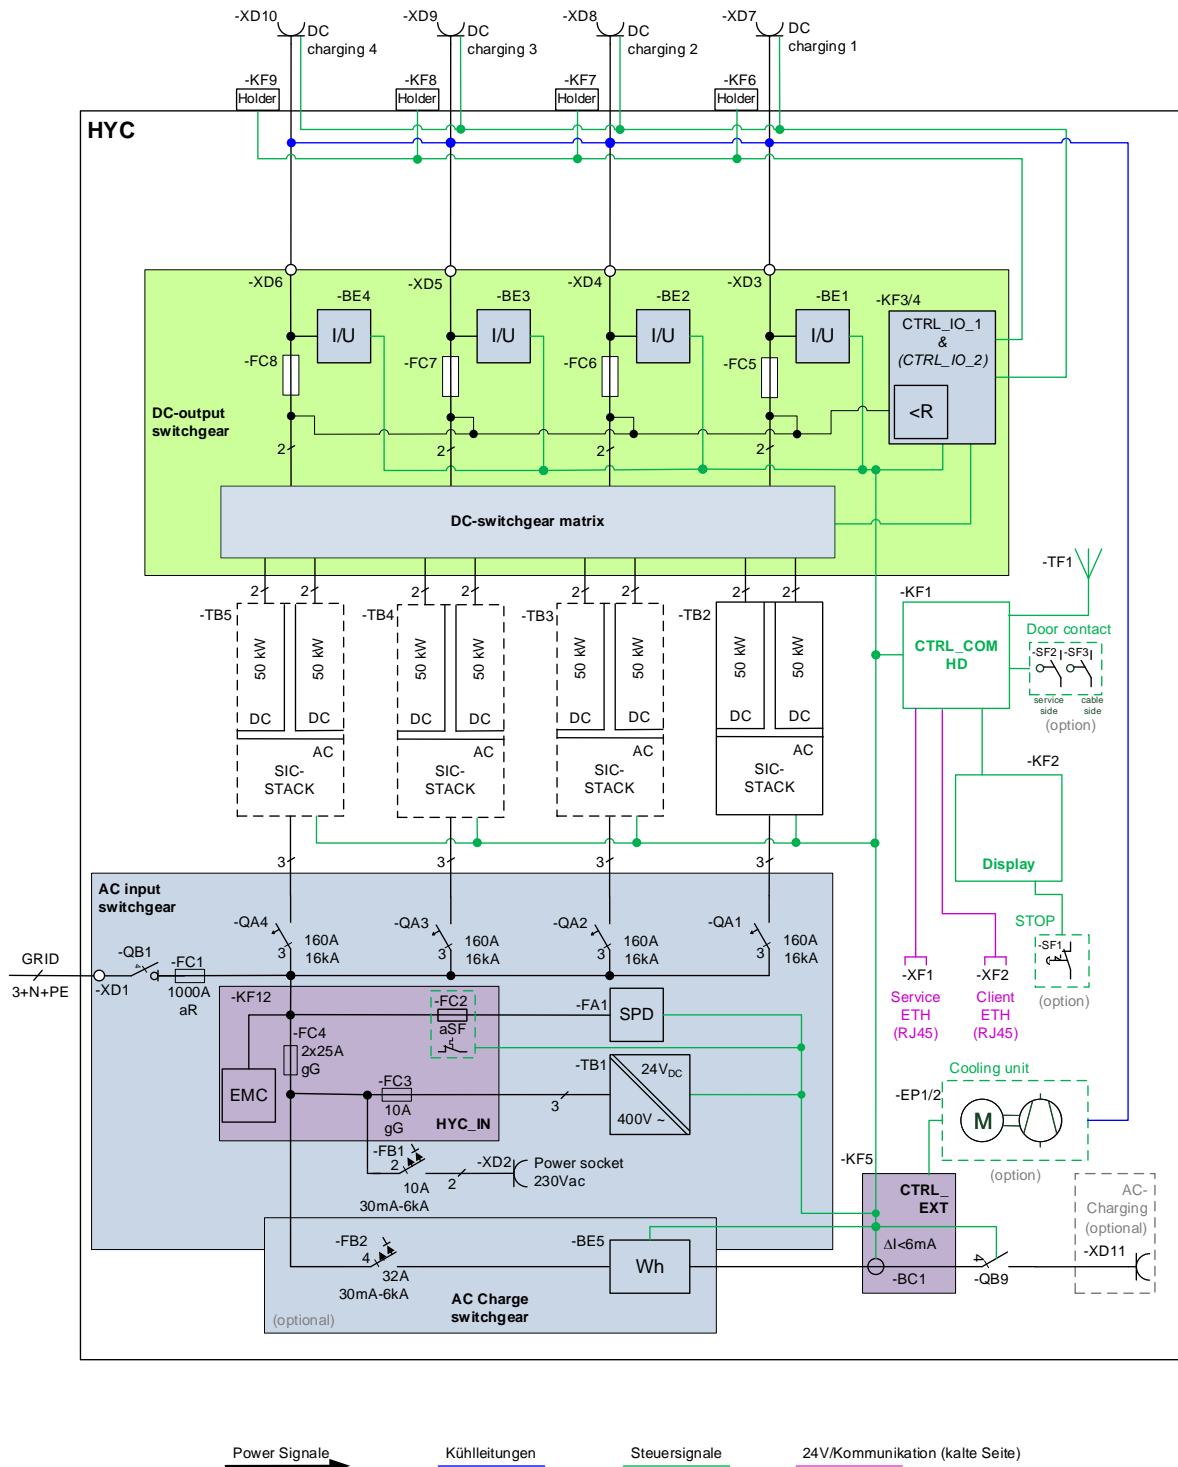 -XD10
DC
charging 4
-XD9
DC
charging 3
-XD8
DC
charging 2
-XD7
DC
charging 1
-KF9
Holder
-KF8
Holder
-KF7
Holder
-KF6
Holder
HYC
-XD6
-XD5
-XD4
-XD3
-BE4
I/U
-BE3
I/U
-BE2
I/U
-BE1
I/U
-KF3/4
CTRL_IO_1
&
(CTRL_IO_2)
<R
-FC8
-FC7
-FC6
-FC5
DC-output
switchgear
2
2
2
2
DC-switchgear matrix
2
2
2
2
2
2
2
2
-TB5
50 kW
50 kW
DC
DC
AC
SIC-
STACK
-TB4
50 kW
50 kW
DC
DC
AC
SIC-
STACK
-TB3
50 kW
50 kW
DC
DC
AC
SIC-
STACK
-TB2
50 kW
50 kW
DC
DC
AC
SIC-
STACK
-TF1
-KF1
CTRL_COM
HD
Door contact
-SF2
-SF3
service
side
cable
side
(option)
-KF2
Display
STOP
-SF1
(option)
-XF1
Service
ETH
(RJ45)
-XF2
Client
ETH
(RJ45)
3
3
3
3
AC input
switchgear
-QA4
3
160A
16kA
-QA3
3
160A
16kA
-QA2
3
160A
16kA
-QA1
3
160A
16kA
GRID
3+N+PE
-XD1
-QB1
4
-FC1
1000A
aR
-KF12
-FC2
aSF
-FA1
SPD
-FC4
2x25A
gG
EMC
-FC3
10A
gG
HYC_IN
3
-TB1
24VDC
400V ~
-FB1
2
10A
30mA-6kA
2
-XD2
Power socket
230Vac
Cooling unit
-EP1/2
M
(option)
-KF5
CTRL_
EXT
ΔI<6mA
-BC1
-FB2
4
32A
30mA-6kA
-BE5
Wh
AC Charge
switchgear
(optional)
4
-QB9
AC-
Charging
(optional)
-XD11
Power Signale
Kühlleitungen
Steuersignale
24V/Kommunikation (kalte Seite)